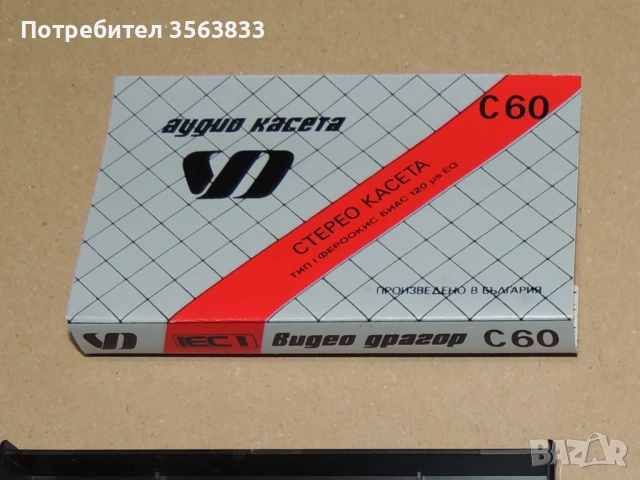 Потребител 3563833
аудио касета
C60
СТЕРЕО КАСЕТА
ТИП I ФЕРООКИС. БИАС 120 µs EQ
ПРОИЗВЕДЕНО В БЪЛГАРИЯ
IEC I
видео драгор
C60
BAZAR